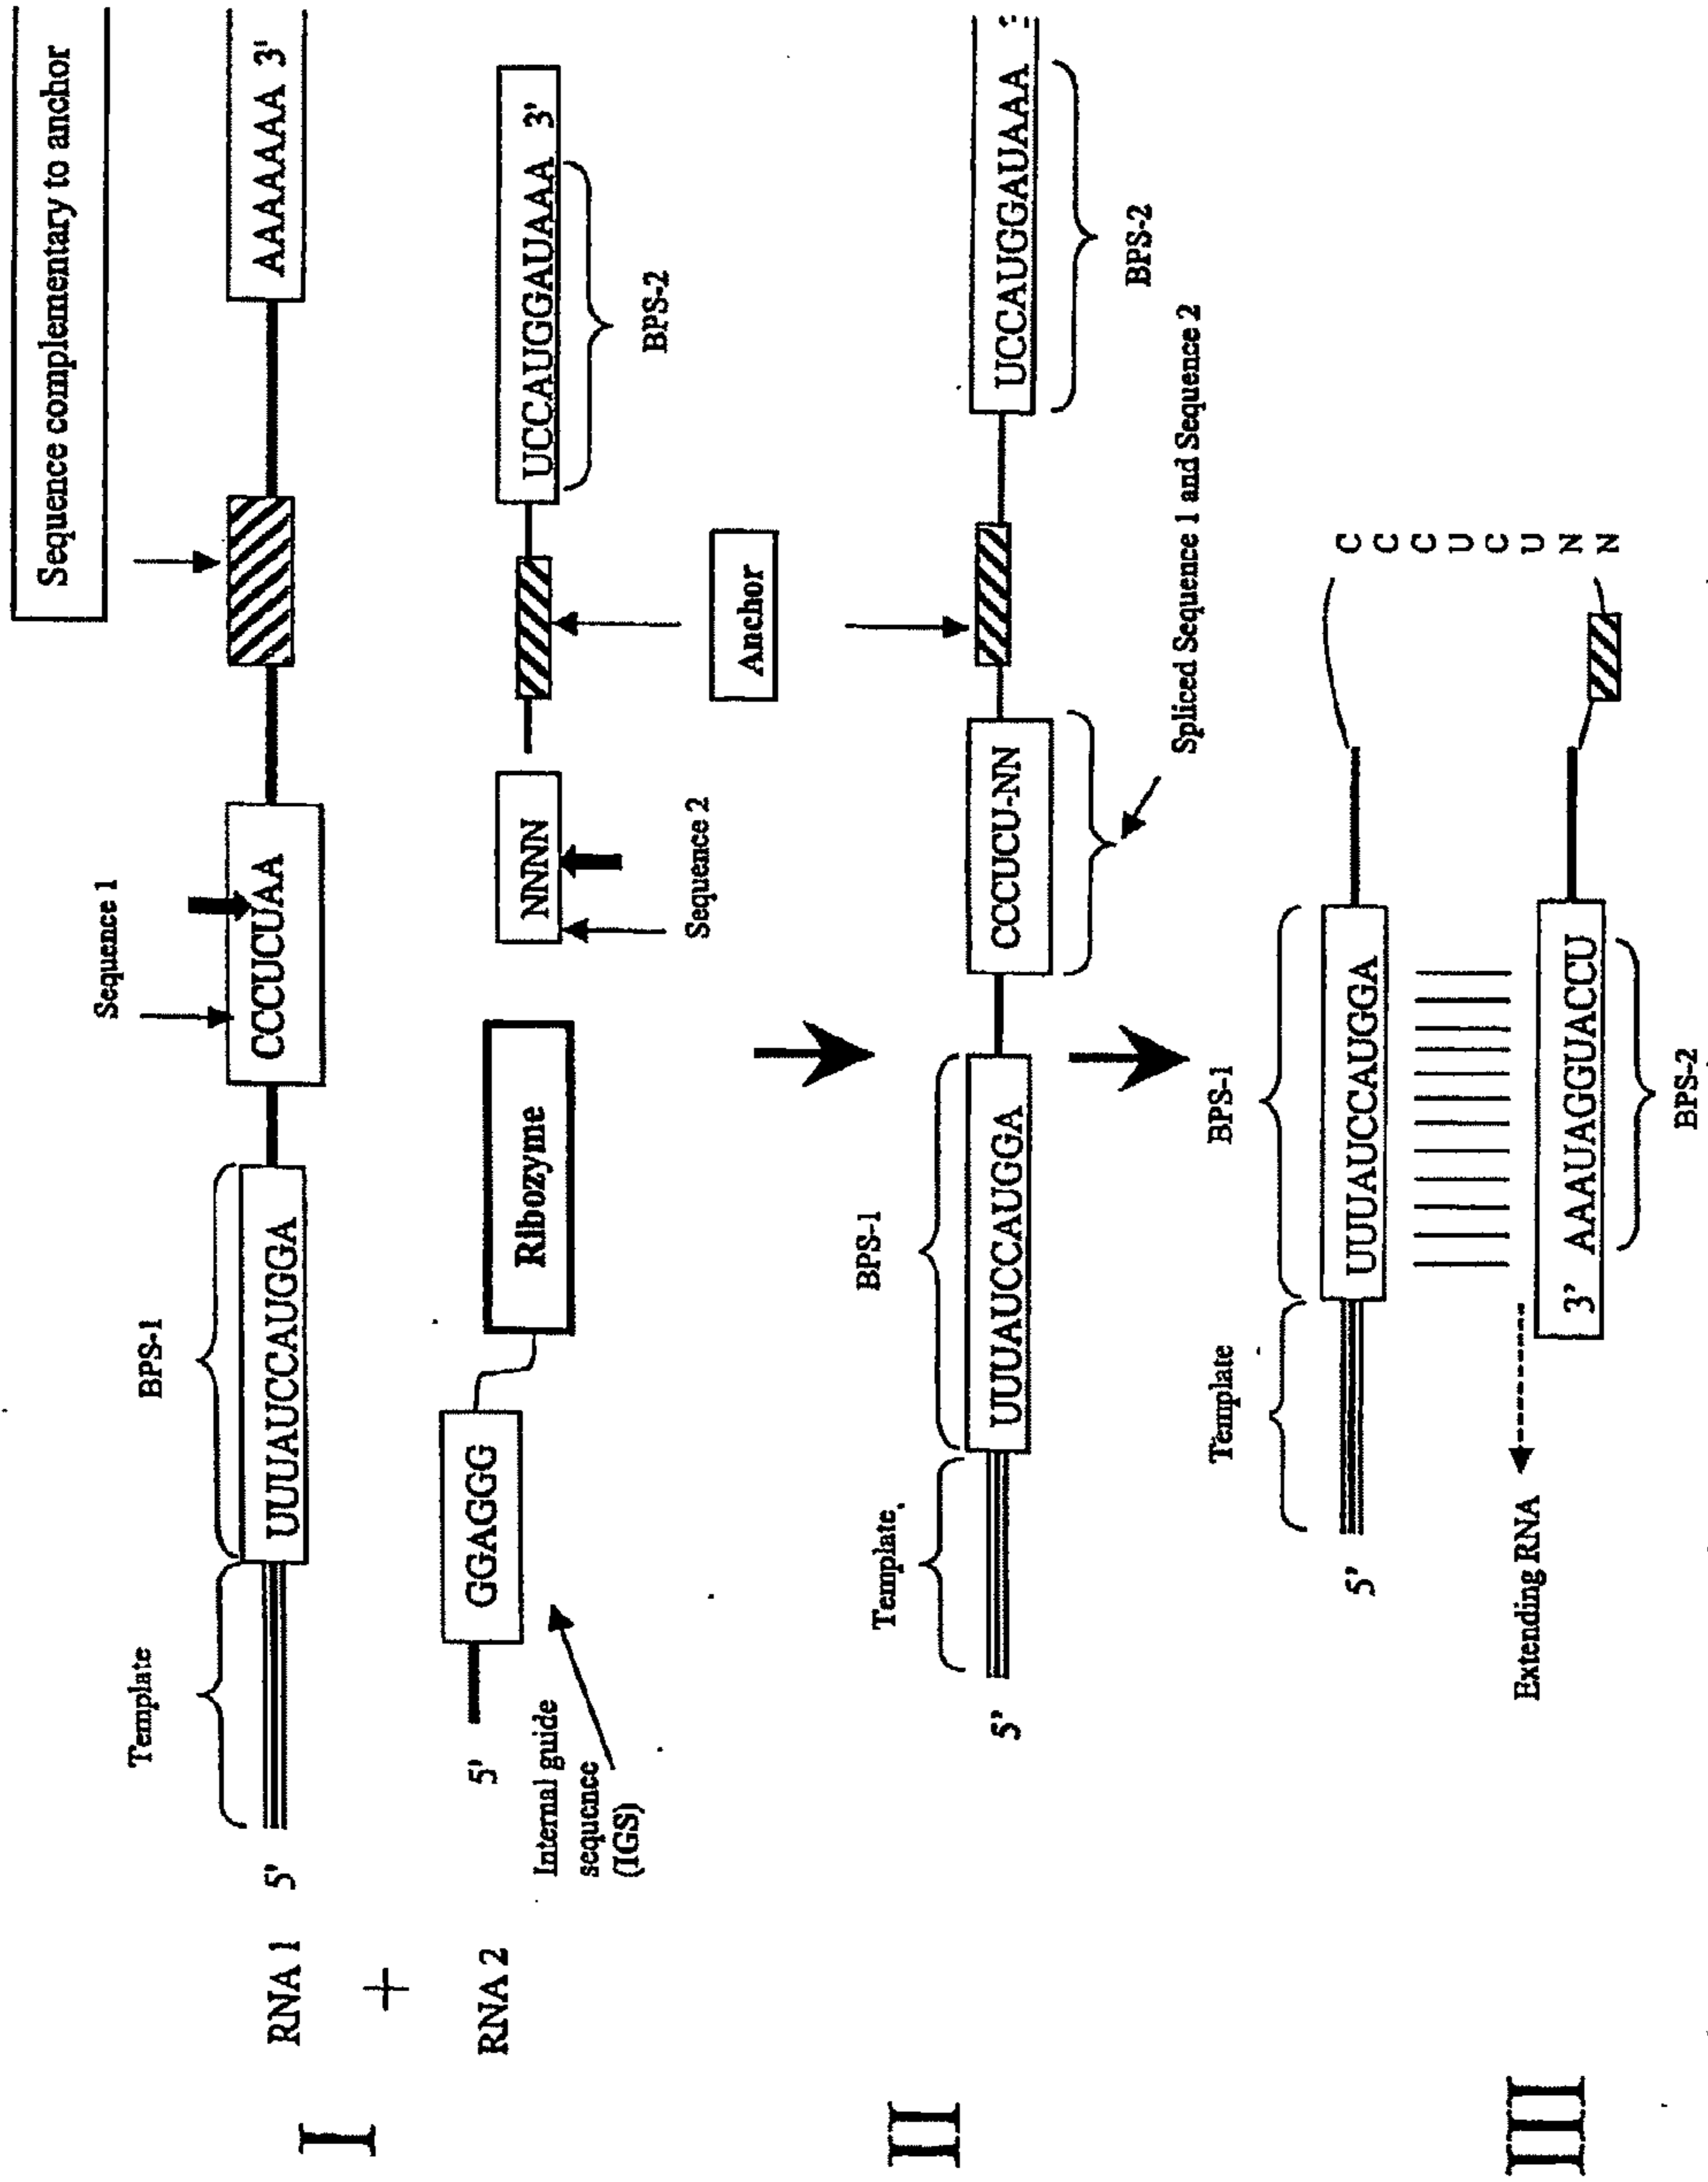 Sequence complementary to anchor
Sequence 1
Template
BPS-1
I
RNA 1
5'
UUUAUCCAUGGA
CCCUCUAA
AAAAAAA 3'
+
RNA 2
5'
GGAGGG
Ribozyme
NNNN
UCCAUGGAUAAA 3'
Internal guide
sequence
(IGS)
Sequence 2
BPS-2
Anchor
Template
BPS-1
II
5'
UUUAUCCAUGGA
CCCUCU-NN
UCCAUGGAUAAA
BPS-2
Spliced Sequence 1 and Sequence 2
Template
BPS-1
5'
UUUAUCCAUGGA
C
C
C
U
C
U
N
N
III
Extending RNA
3' AAAUAGGUACCU
BPS-2